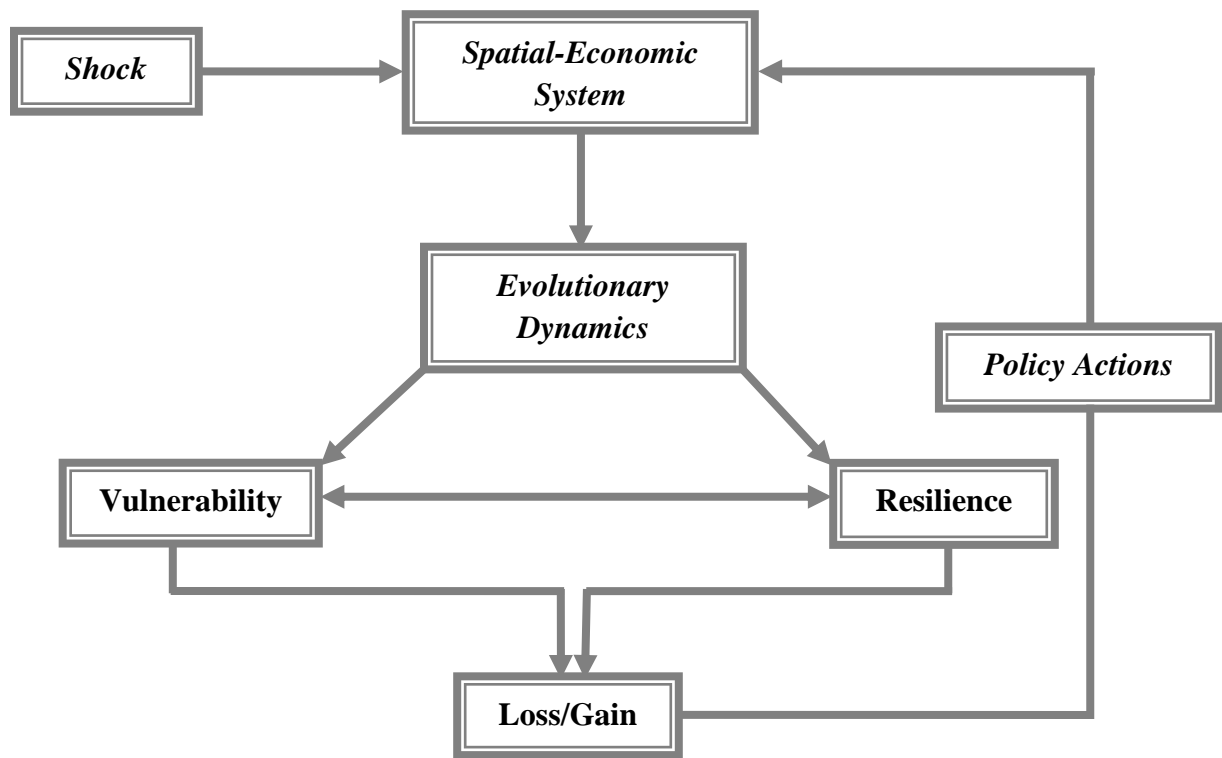 Shock
Spatial-Economic
System
Evolutionary
Dynamics
Policy Actions
Vulnerability
Resilience
Loss/Gain